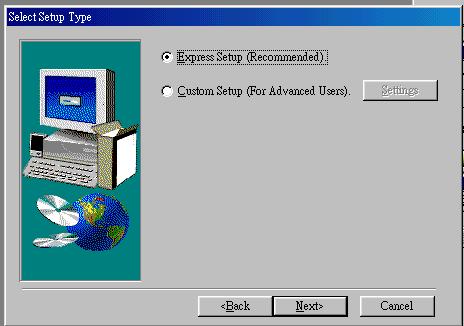 Select Setup Type
Express Setup (Recommended).
Custom Setup (For Advanced Users).
Settings
<Back
Next>
Cancel